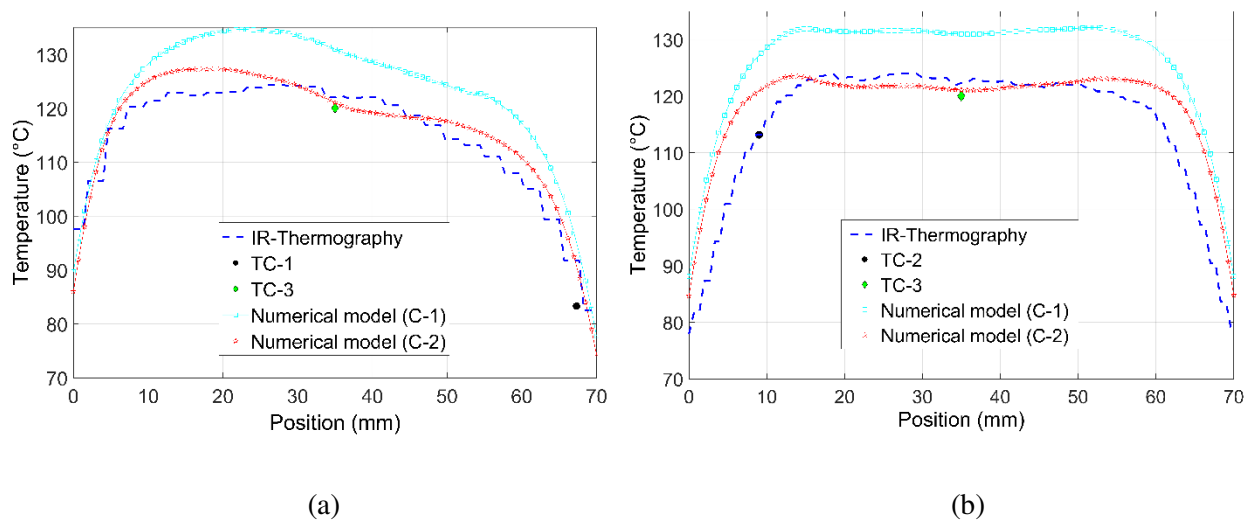 130
120
110
100
90
80
70
Temperature (°C)
IR-Thermography
TC-1
TC-3
Numerical model (C-1)
Numerical model (C-2)
0
10
20
30
40
50
60
70
Position (mm)
(a)
130
120
110
100
90
80
70
Temperature (°C)
IR-Thermography
TC-2
TC-3
Numerical model (C-1)
Numerical model (C-2)
0
10
20
30
40
50
60
70
Position (mm)
(b)